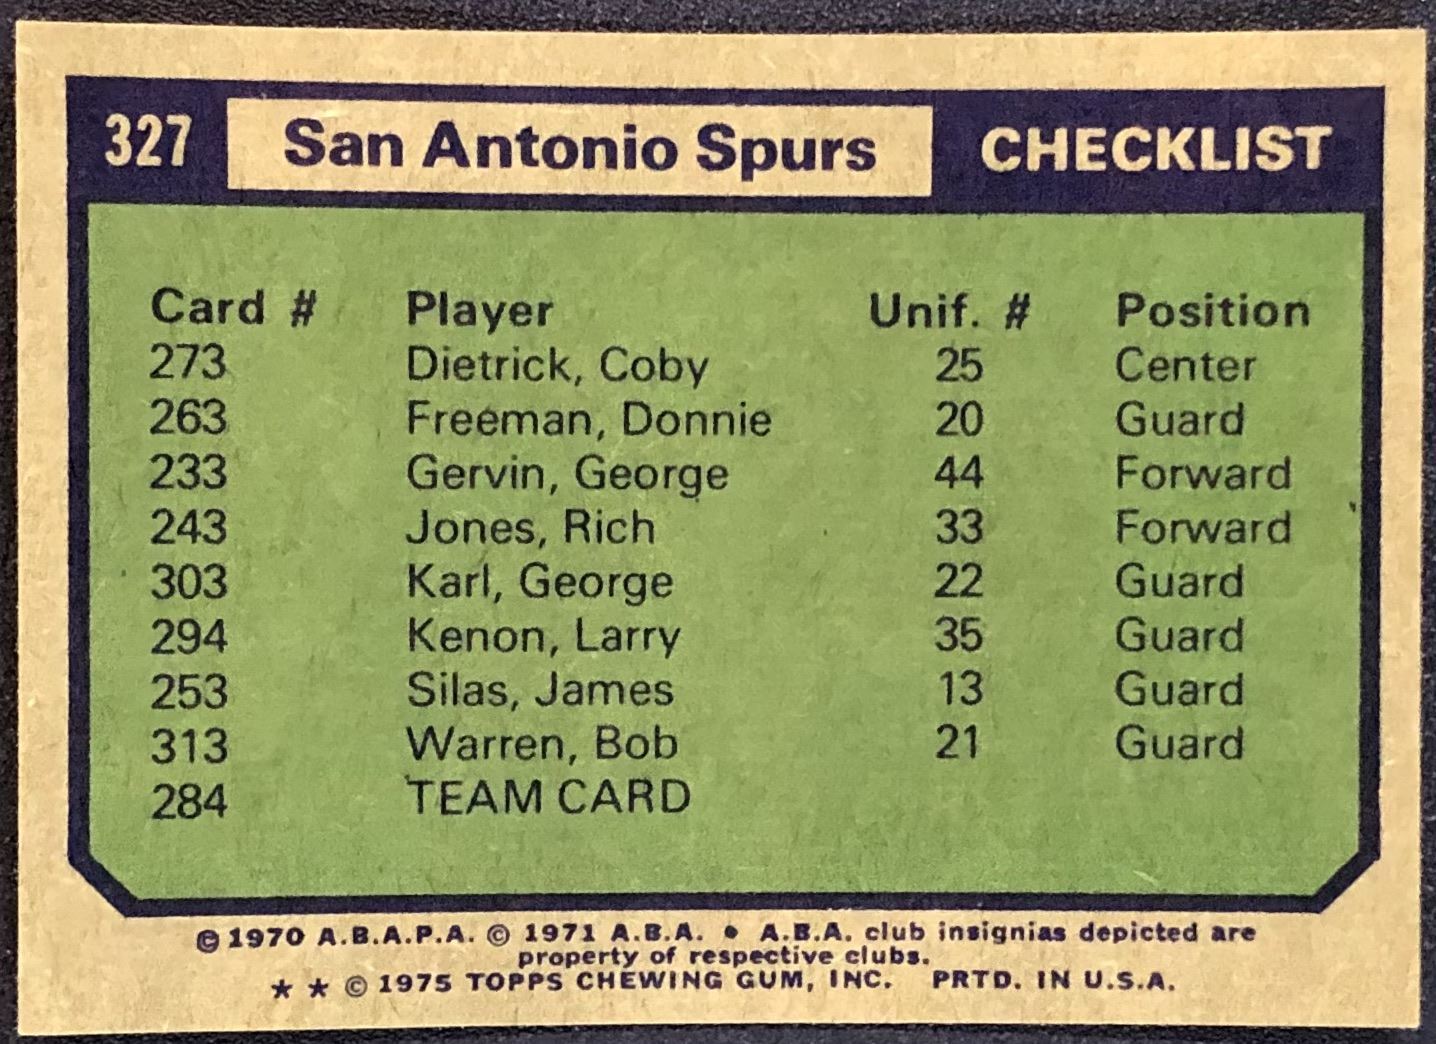 327 San Antonio Spurs CHECKLIST
Card # Player Unif. # Position
273 Dietrick, Coby 25 Center
263 Freeman, Donnie 20 Guard
233 Gervin, George 44 Forward
243 Jones, Rich 33 Forward
303 Karl, George 22 Guard
294 Kenon, Larry 35 Guard
253 Silas, James 13 Guard
313 Warren, Bob 21 Guard
284 TEAM CARD
© 1970 A.B.A.P.A. © 1971 A.B.A. • A.B.A. club insignias depicted are
property of respective clubs.
★ ★ © 1975 TOPPS CHEWING GUM, INC. PRTD. IN U.S.A.